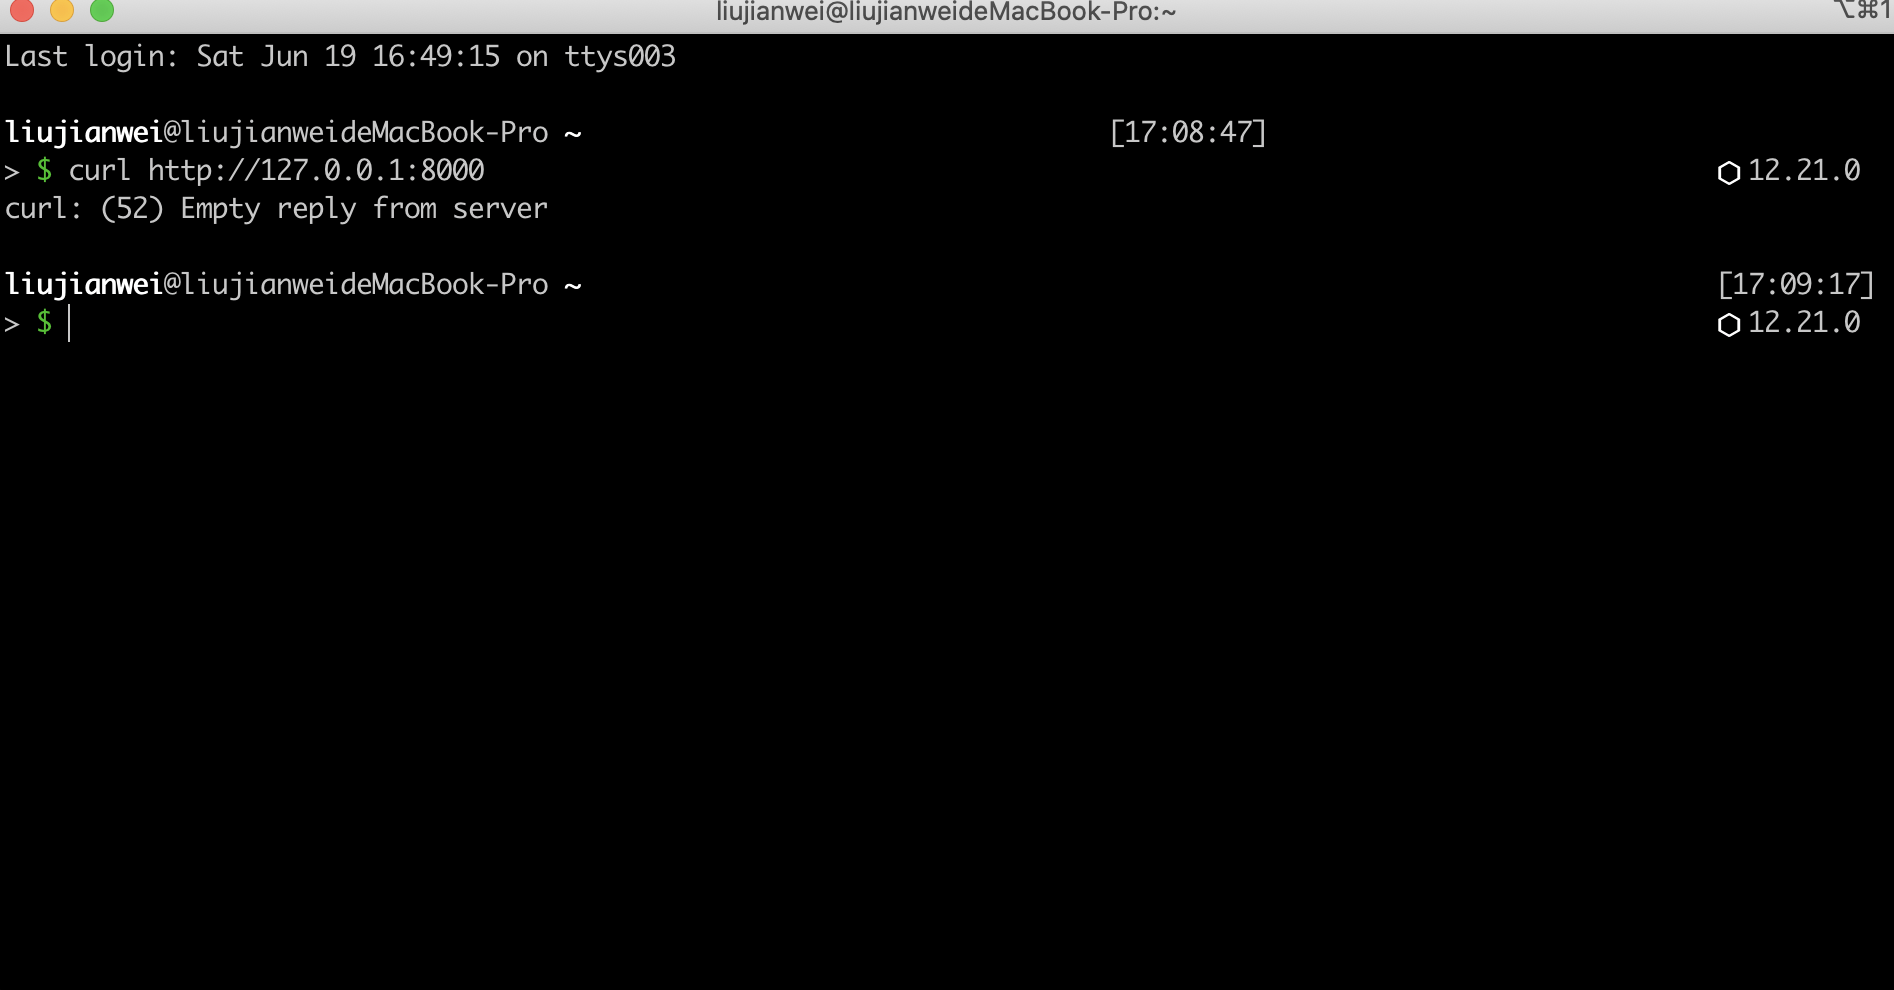 liujianwei@liujianweideMacBook-Pro:~ ⌥⌘1
Last login: Sat Jun 19 16:49:15 on ttys003
liujianwei@liujianweideMacBook-Pro ~ [17:08:47]
> $ curl http://127.0.0.1:8000 ⬡ 12.21.0
curl: (52) Empty reply from server
liujianwei@liujianweideMacBook-Pro ~ [17:09:17]
> $ ⬡ 12.21.0